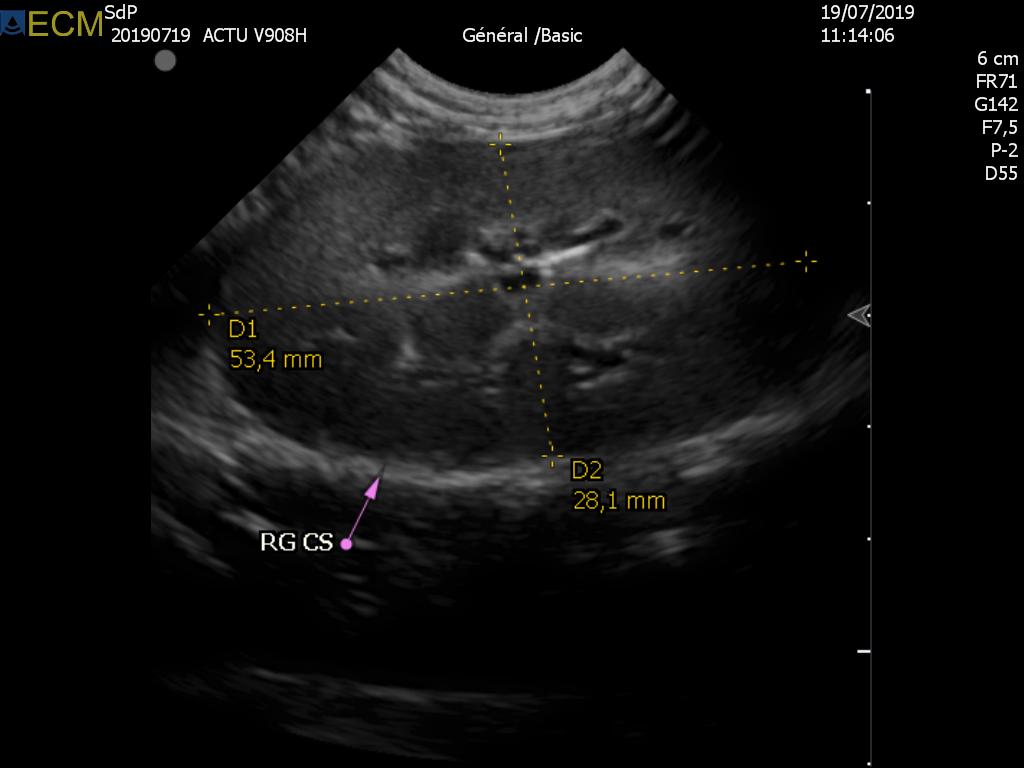 ECM
SdP
20190719 ACTU V908H
Général /Basic
19/07/2019
11:14:06
6 cm
FR71
G142
F7,5
P-2
D55
D1
53,4 mm
D2
28,1 mm
RG CS